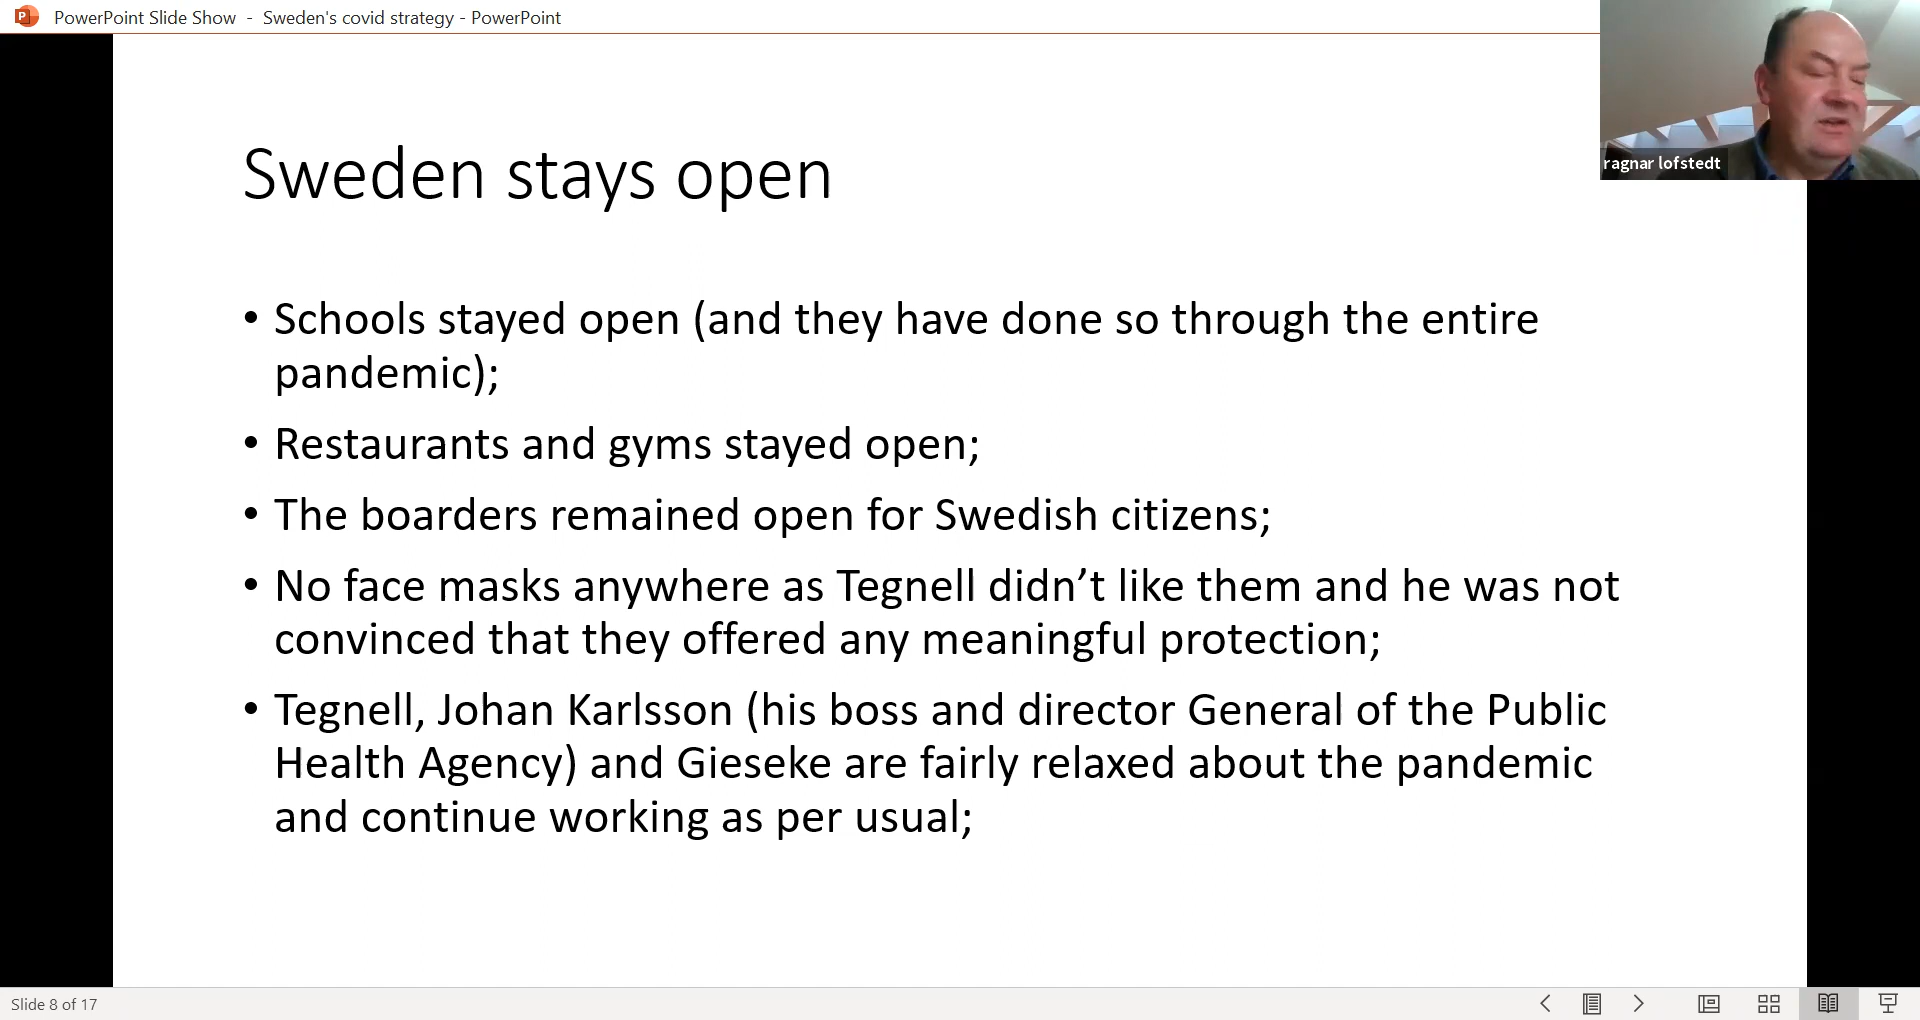 PowerPoint Slide Show - Sweden's covid strategy - PowerPoint
ragnar lofstedt
Sweden stays open
• Schools stayed open (and they have done so through the entire
pandemic);
• Restaurants and gyms stayed open;
• The boarders remained open for Swedish citizens;
• No face masks anywhere as Tegnell didn’t like them and he was not
convinced that they offered any meaningful protection;
• Tegnell, Johan Karlsson (his boss and director General of the Public
Health Agency) and Gieseke are fairly relaxed about the pandemic
and continue working as per usual;
Slide 8 of 17